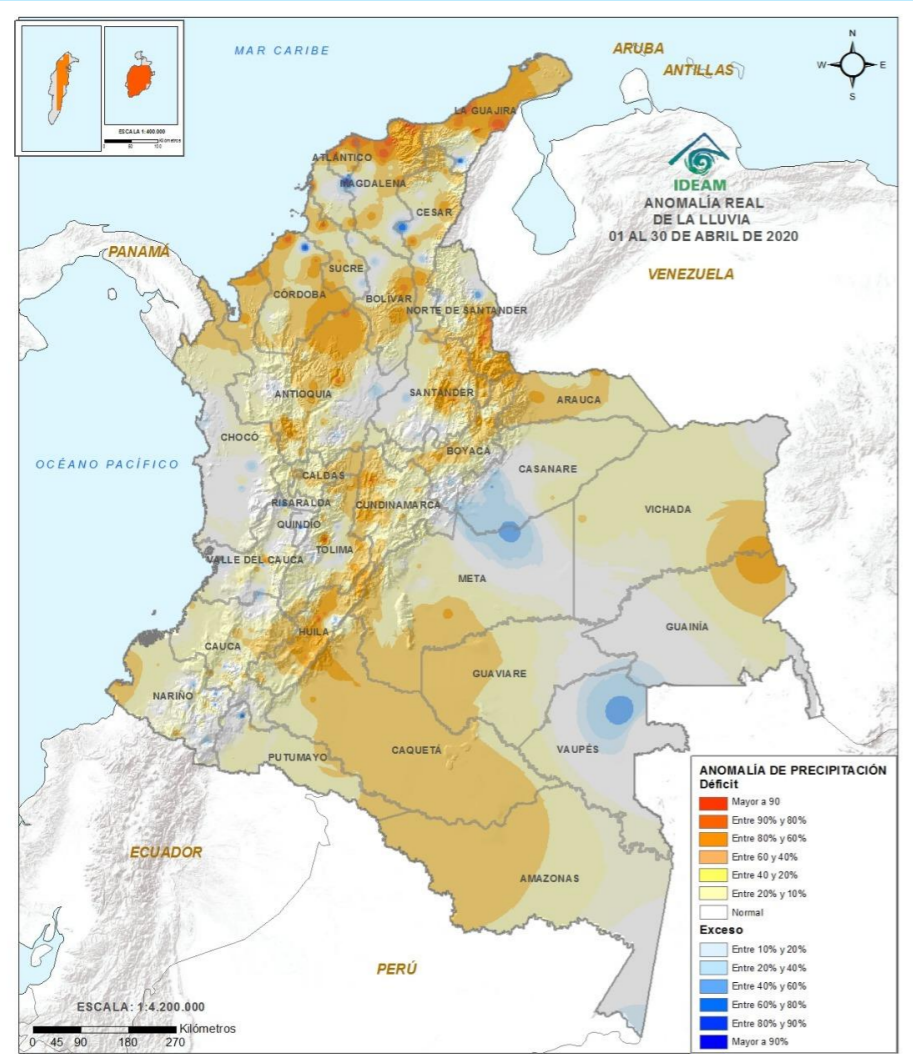 MAR CARIBE
ARUBA
ANTILLAS
N
W
E
S
ESCALA 1:400.000
LA GUAJIRA
ATLÁNTICO
MAGDALENA
CESAR
IDEAM
ANOMALÍA REAL
DE LA LLUVIA
01 AL 30 DE ABRIL DE 2020
PANAMÁ
VENEZUELA
SUCRE
CÓRDOBA
BOLÍVAR
NORTE DE SANTANDER
ANTIOQUIA
SANTANDER
ARAUCA
CHOCÓ
BOYACÁ
OCÉANO PACÍFICO
CASANARE
CALDAS
RISARALDA
CUNDINAMARCA
VICHADA
QUINDÍO
TOLIMA
VALLE DEL CAUCA
META
GUAINÍA
HUILA
CAUCA
GUAVIARE
NARIÑO
CAQUETÁ
VAUPÉS
PUTUMAYO
ECUADOR
AMAZONAS
PERÚ
ANOMALÍA DE PRECIPITACIÓN
Déficit
Mayor a 90
Entre 90% y 80%
Entre 80% y 60%
Entre 60 y 40%
Entre 40 y 20%
Entre 20% y 10%
Normal
Exceso
Entre 10% y 20%
Entre 20% y 40%
Entre 40% y 60%
Entre 60% y 80%
Entre 80% y 90%
Mayor a 90%
ESCALA: 1:4.200.000
Kilómetros
0 45 90 180 270